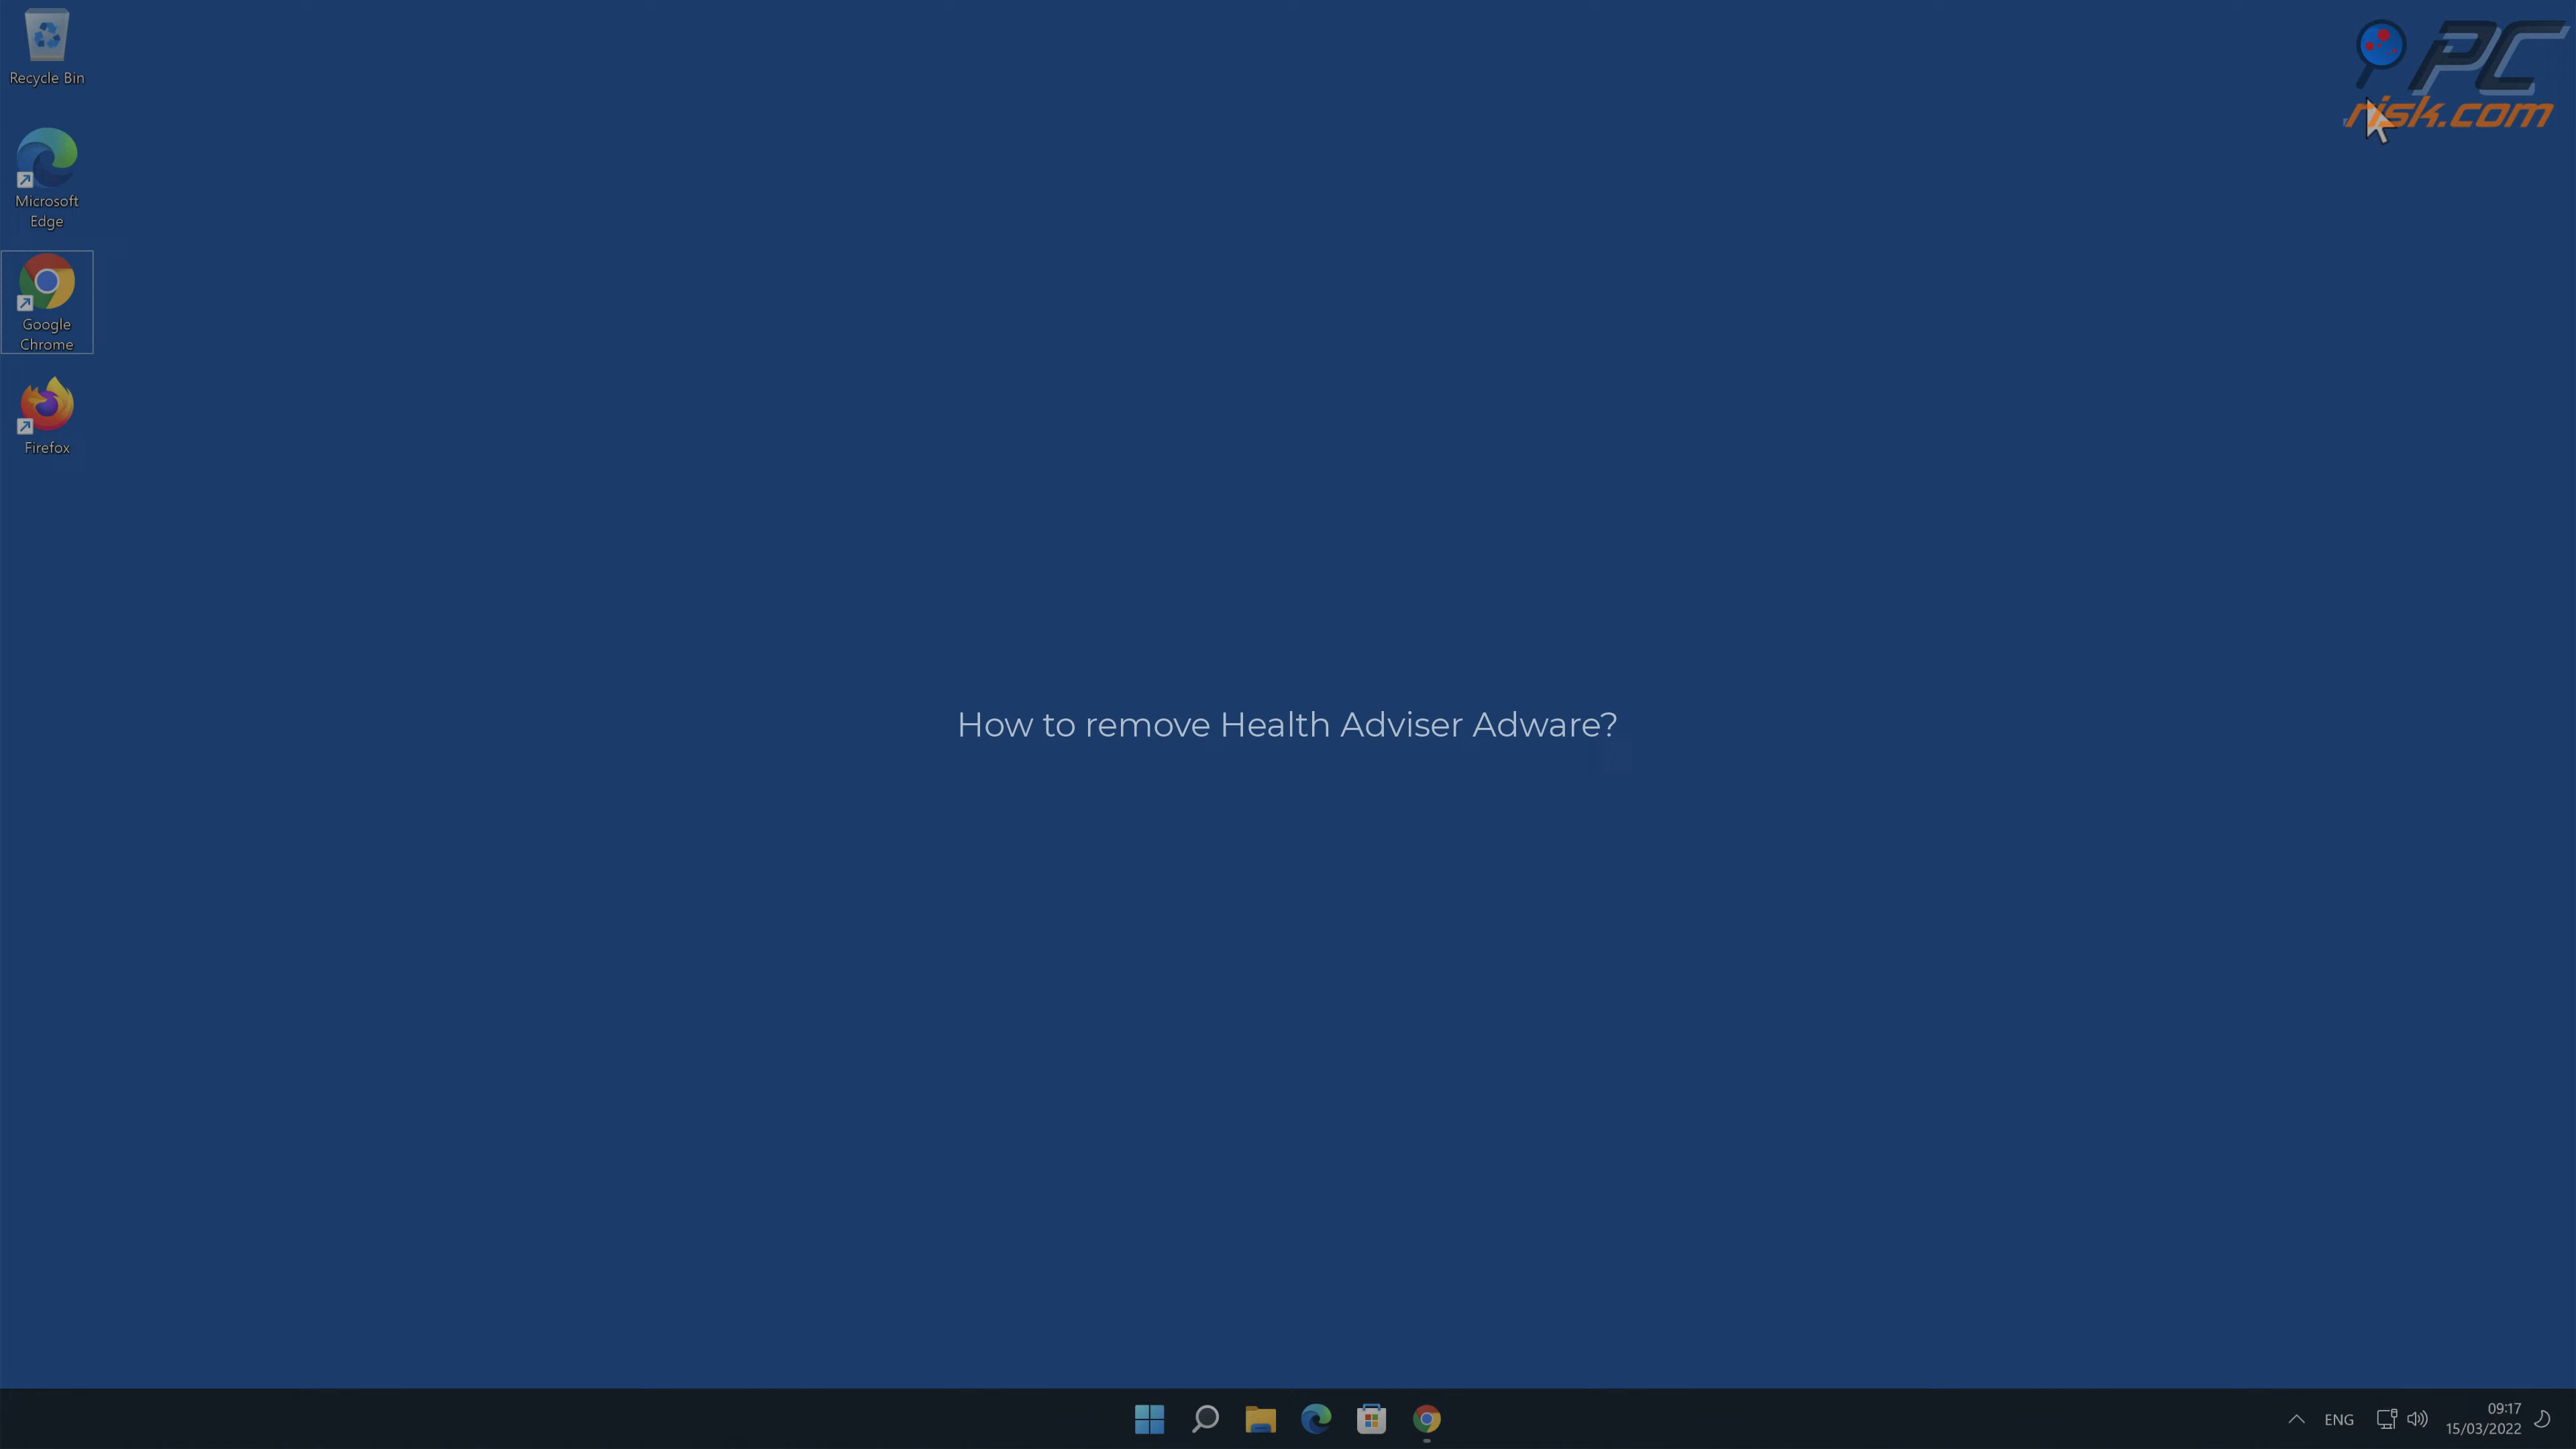 Recycle Bin
Microsoft
Edge
Google
Chrome
Firefox
PC
risk.com
How to remove Health Adviser Adware?
ENG
09:17
15/03/2022